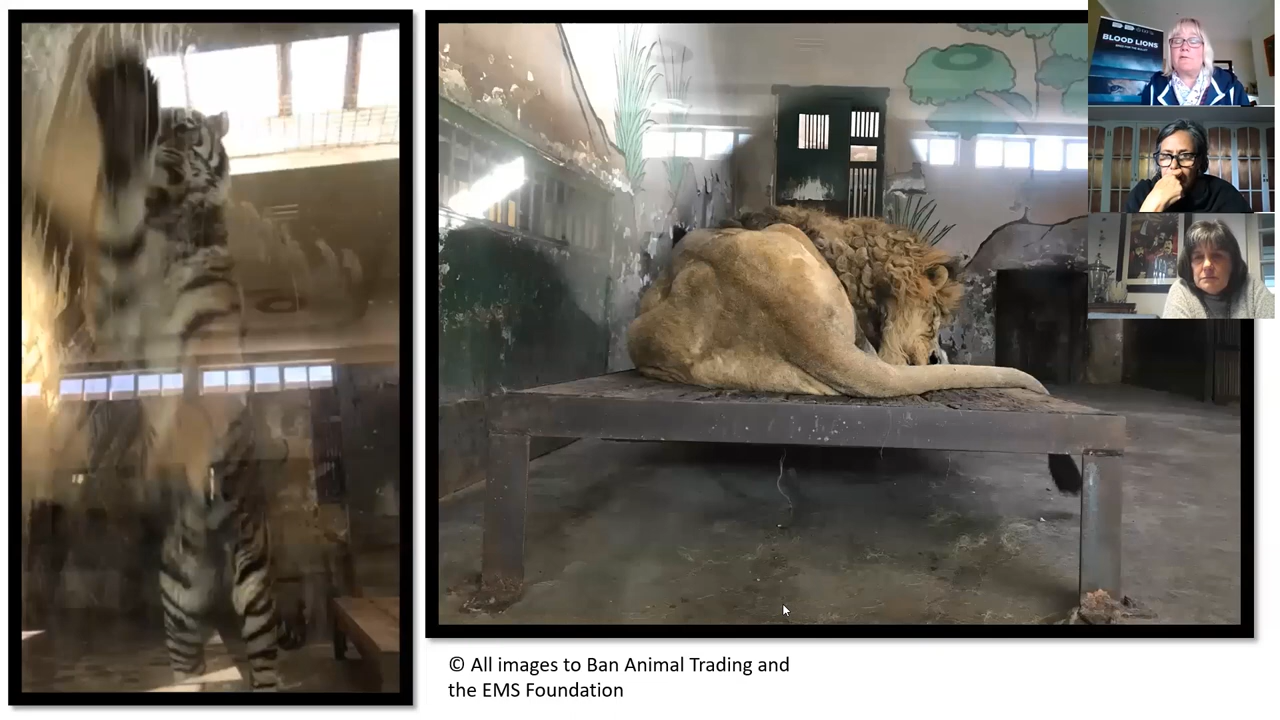 BLOOD LIONS
© All images to Ban Animal Trading and
the EMS Foundation